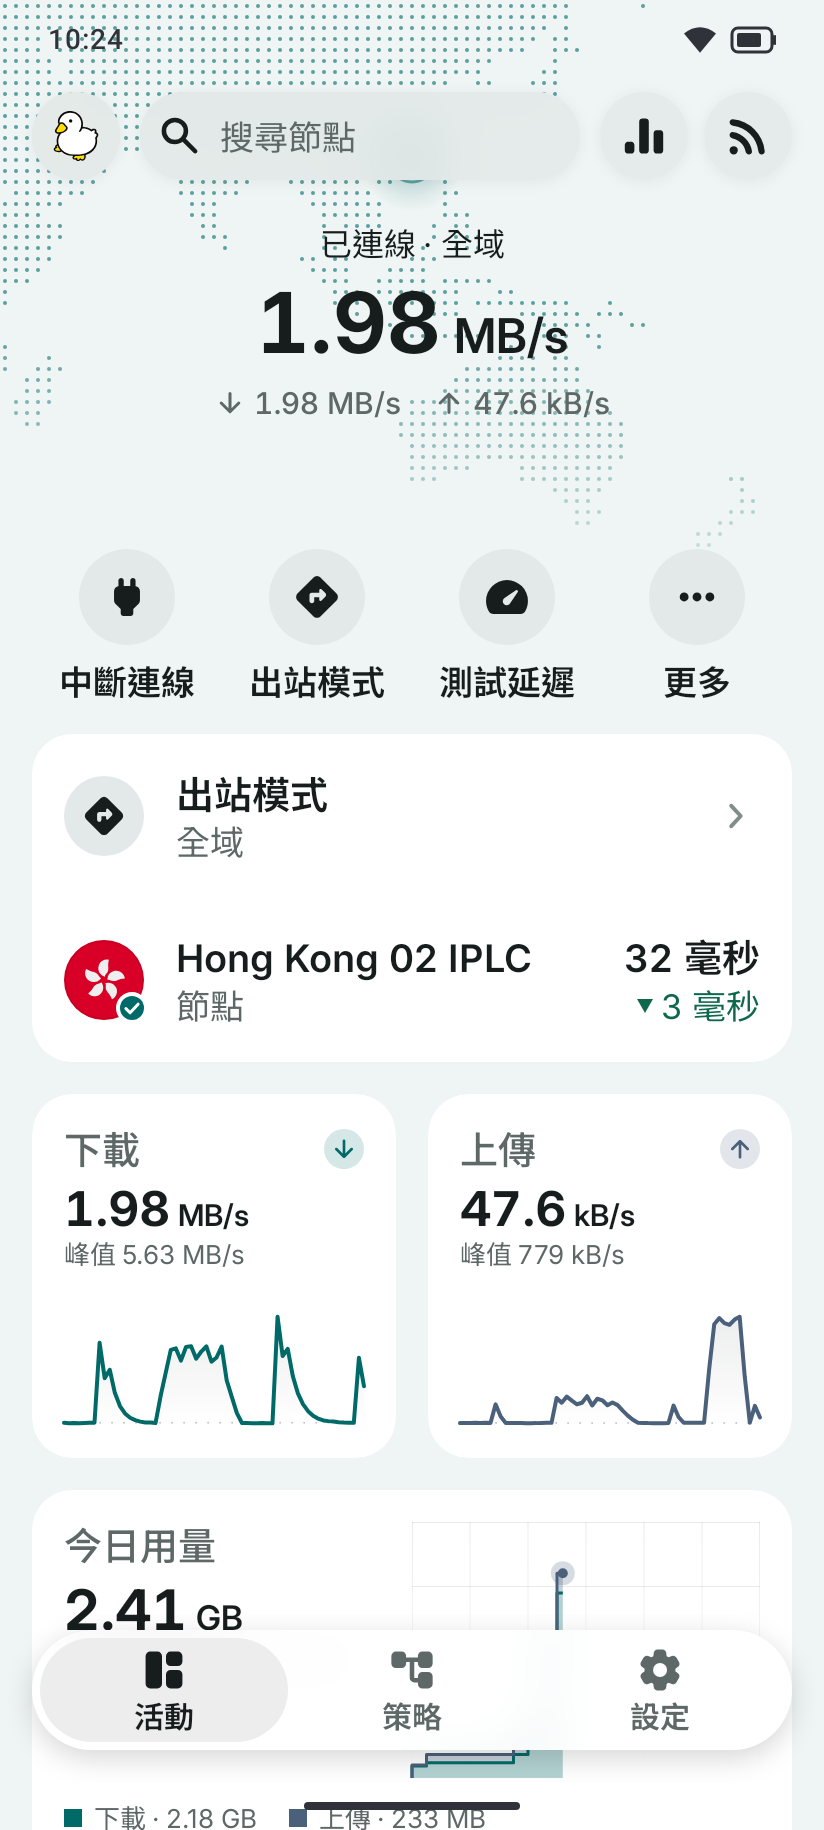 10:24
搜尋節點
已連線 · 全域
1.98 MB/s
↓ 1.98 MB/s ↑ 47.6 kB/s
中斷連線 出站模式 測試延遲 更多
出站模式
全域
Hong Kong 02 IPLC 32 毫秒
節點 ▼3 毫秒
下載 上傳
1.98 MB/s 47.6 kB/s
峰值 5.63 MB/s 峰值 779 kB/s
今日用量
2.41 GB
活動 策略 設定
下載 · 2.18 GB 上傳 · 233 MB